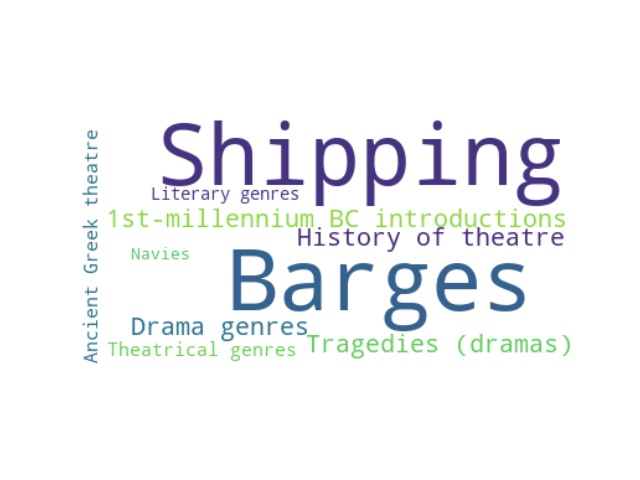 Shipping
Literary genres
1st-millennium BC introductions
History of theatre
Navies
Barges
Drama genres
Tragedies (dramas)
Theatrical genres
Ancient Greek theatre